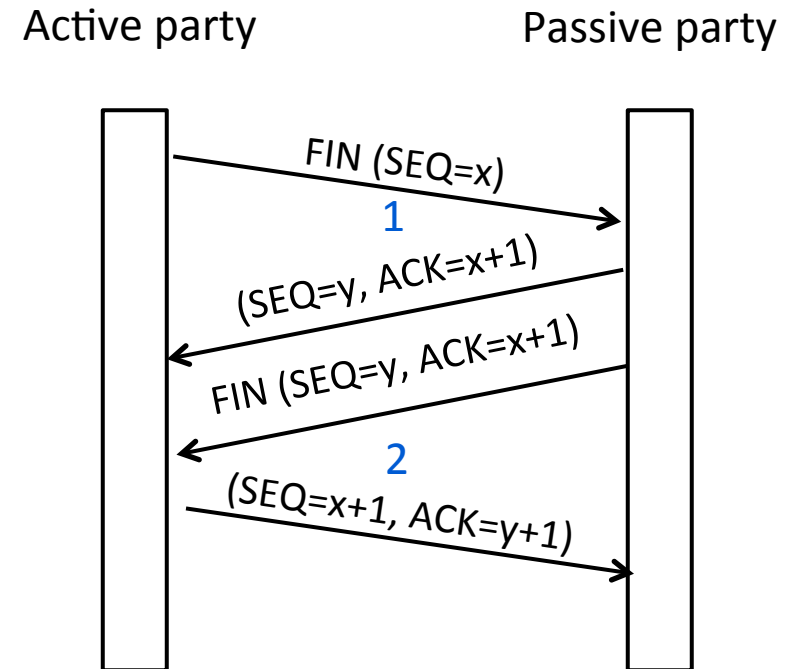 Active party
Passive party
FIN (SEQ=x)
1
(SEQ=y, ACK=x+1)
FIN (SEQ=y, ACK=x+1)
2
(SEQ=x+1, ACK=y+1)